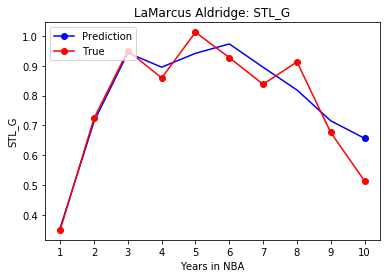 LaMarcus Aldridge: STL_G
Prediction
True
1.0
0.9
0.8
0.7
0.6
0.5
0.4
STL_G
1 2 3 4 5 6 7 8 9 10
Years in NBA